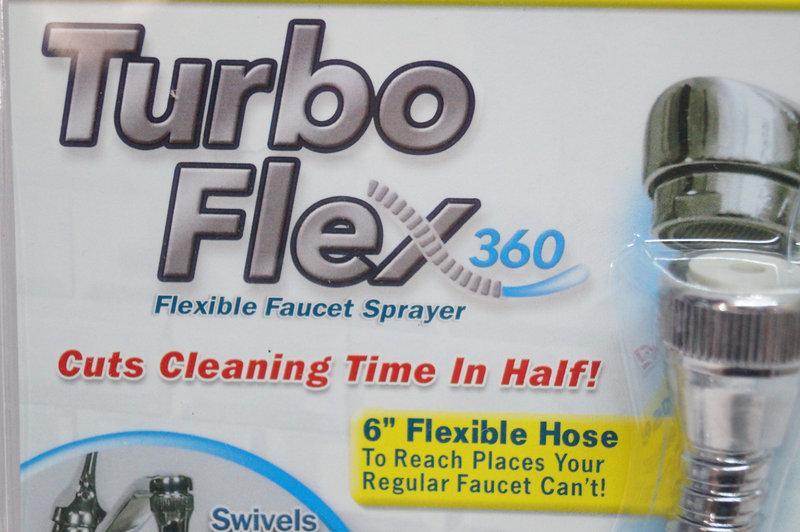 Turbo
Flex 360
Flexible Faucet Sprayer
Cuts Cleaning Time In Half!
6” Flexible Hose
To Reach Places Your
Regular Faucet Can't!
Swivels